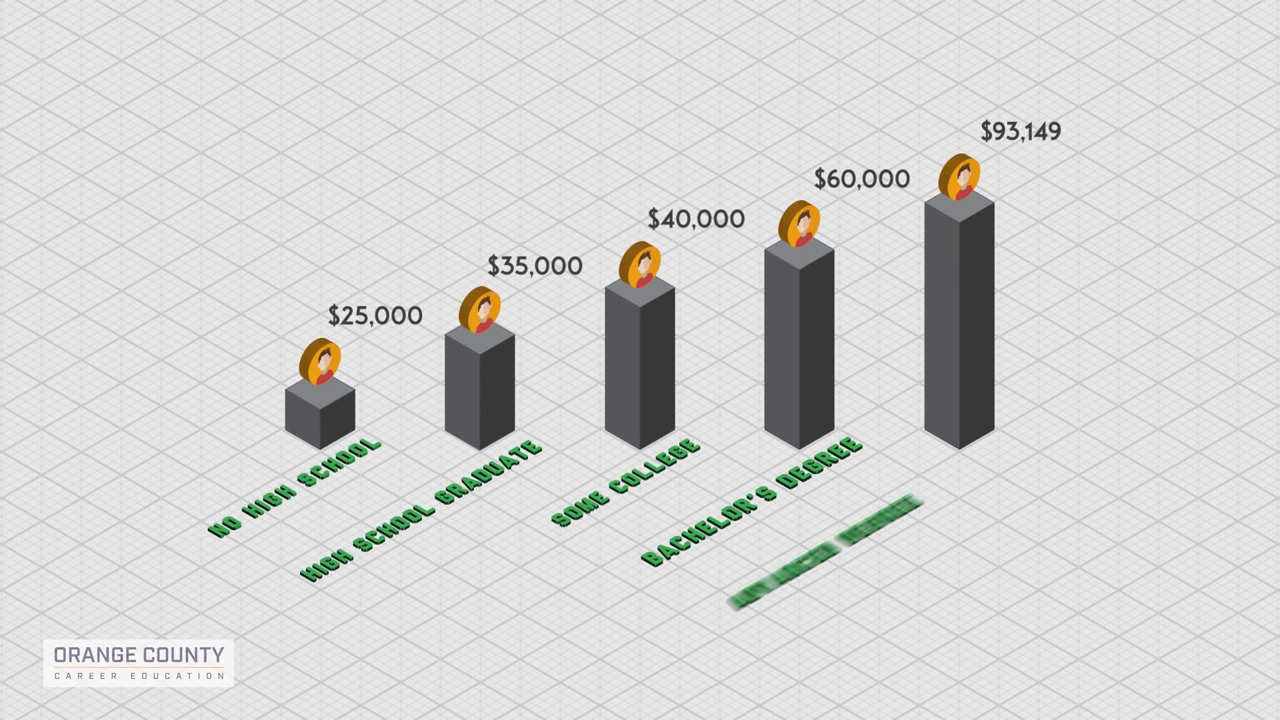 $93,149
$60,000
$40,000
$35,000
$25,000
NO HIGH SCHOOL
HIGH SCHOOL GRADUATE
SOME COLLEGE
BACHELOR'S DEGREE
DEGREE
ORANGE COUNTY
CAREER EDUCATION